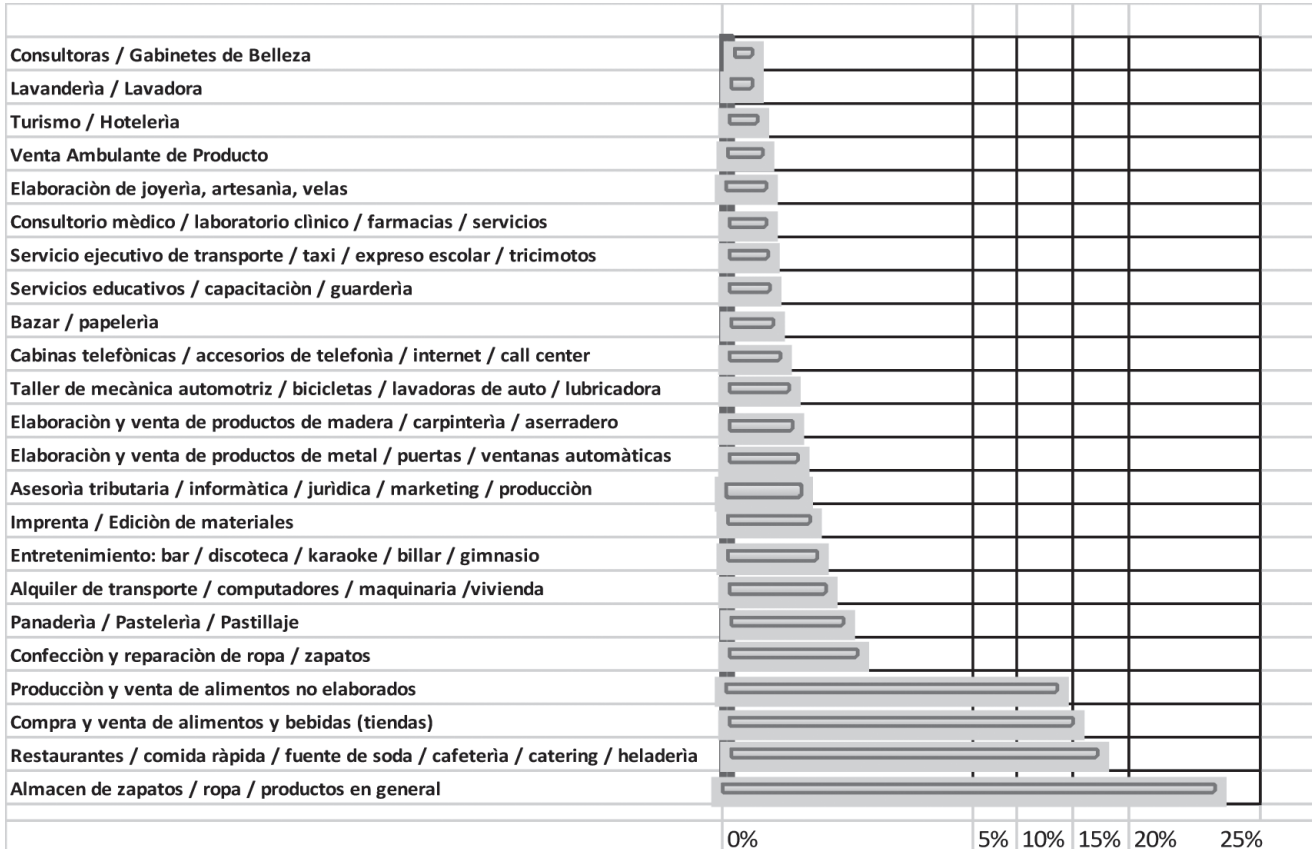 Consultoras / Gabinetes de Belleza
Lavanderìa / Lavadora
Turismo / Hotelerìa
Venta Ambulante de Producto
Elaboraciòn de joyerìa, artesanìa, velas
Consultorio mèdico / laboratorio clìnico / farmacias / servicios
Servicio ejecutivo de transporte / taxi / expreso escolar / tricimotos
Servicios educativos / capacitaciòn / guarderìa
Bazar / papelerìa
Cabinas telefònicas / accesorios de telefonìa / internet / call center
Taller de mecànica automotriz / bicicletas / lavadoras de auto / lubricadora
Elaboraciòn y venta de productos de madera / carpinterìa / aserradero
Elaboraciòn y venta de productos de metal / puertas / ventanas automàticas
Asesorìa tributaria / informàtica / jurìdica / marketing / producciòn
Imprenta / Ediciòn de materiales
Entretenimiento: bar / discoteca / karaoke / billar / gimnasio
Alquiler de transporte / computadores / maquinaria /vivienda
Panaderìa / Pastelerìa / Pastillaje
Confecciòn y reparaciòn de ropa / zapatos
Producciòn y venta de alimentos no elaborados
Compra y venta de alimentos y bebidas (tiendas)
Restaurantes / comida ràpida / fuente de soda / cafeterìa / catering / heladerìa
Almacen de zapatos / ropa / productos en general
0% 5% 10% 15% 20% 25%